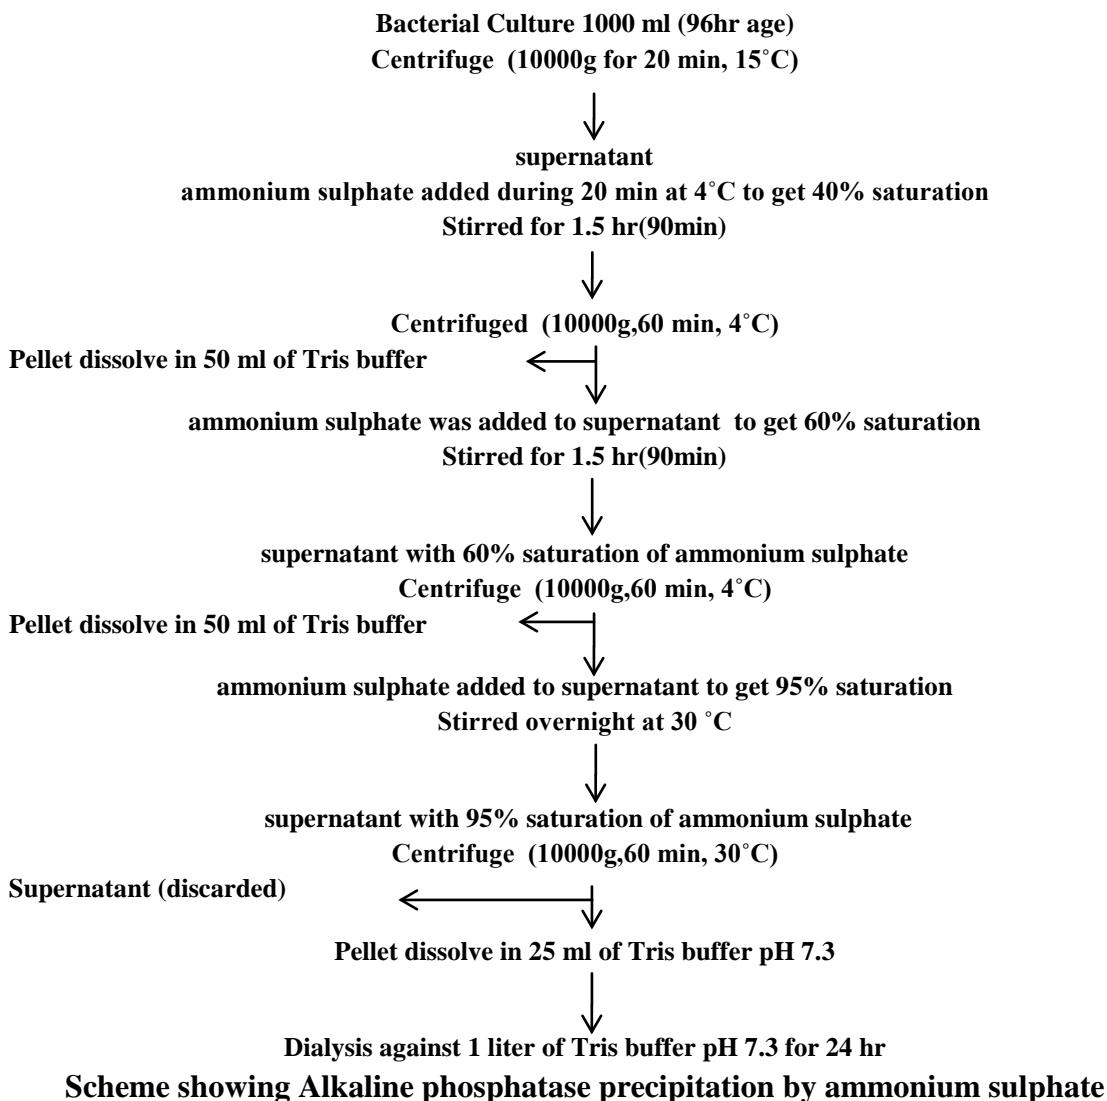 Bacterial Culture 1000 ml (96hr age)
Centrifuge (10000g for 20 min, 15˚C)
supernatant
ammonium sulphate added during 20 min at 4˚C to get 40% saturation
Stirred for 1.5 hr(90min)
Centrifuged (10000g,60 min, 4˚C)
Pellet dissolve in 50 ml of Tris buffer
ammonium sulphate was added to supernatant to get 60% saturation
Stirred for 1.5 hr(90min)
supernatant with 60% saturation of ammonium sulphate
Centrifuge (10000g,60 min, 4˚C)
Pellet dissolve in 50 ml of Tris buffer
ammonium sulphate added to supernatant to get 95% saturation
Stirred overnight at 30 ˚C
supernatant with 95% saturation of ammonium sulphate
Centrifuge (10000g,60 min, 30˚C)
Supernatant (discarded)
Pellet dissolve in 25 ml of Tris buffer pH 7.3
Dialysis against 1 liter of Tris buffer pH 7.3 for 24 hr
Scheme showing Alkaline phosphatase precipitation by ammonium sulphate